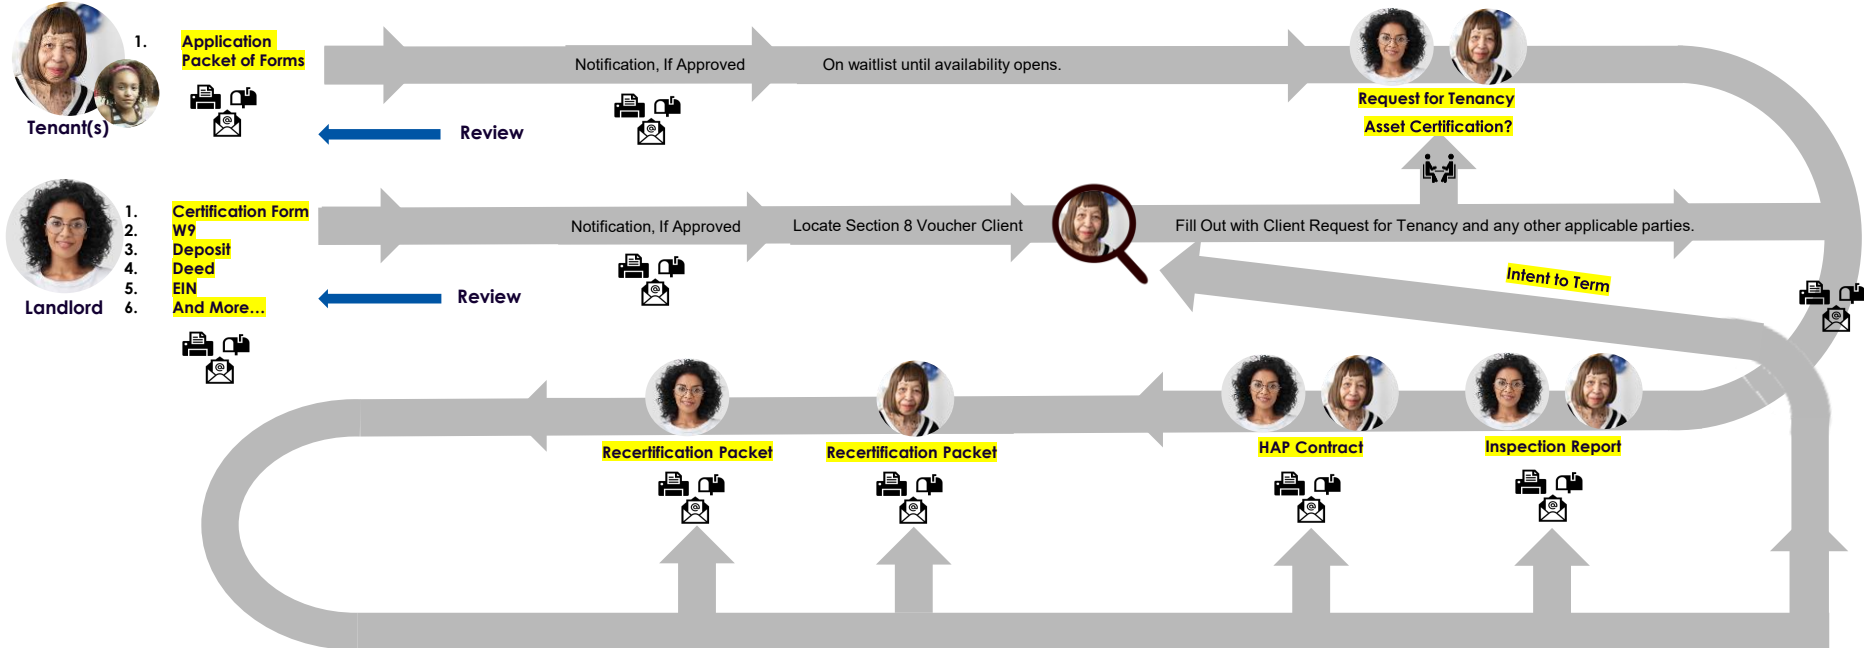 1. Application
Packet of Forms
Tenant(s)
Notification, If Approved
On waitlist until availability opens.
Request for Tenancy
Asset Certification?
Review
Landlord
1. Certification Form
2. W9
3. Deposit
4. Deed
5. EIN
6. And More...
Notification, If Approved
Locate Section 8 Voucher Client
Fill Out with Client Request for Tenancy and any other applicable parties.
Review
Intent to Term
Recertification Packet
Recertification Packet
HAP Contract
Inspection Report